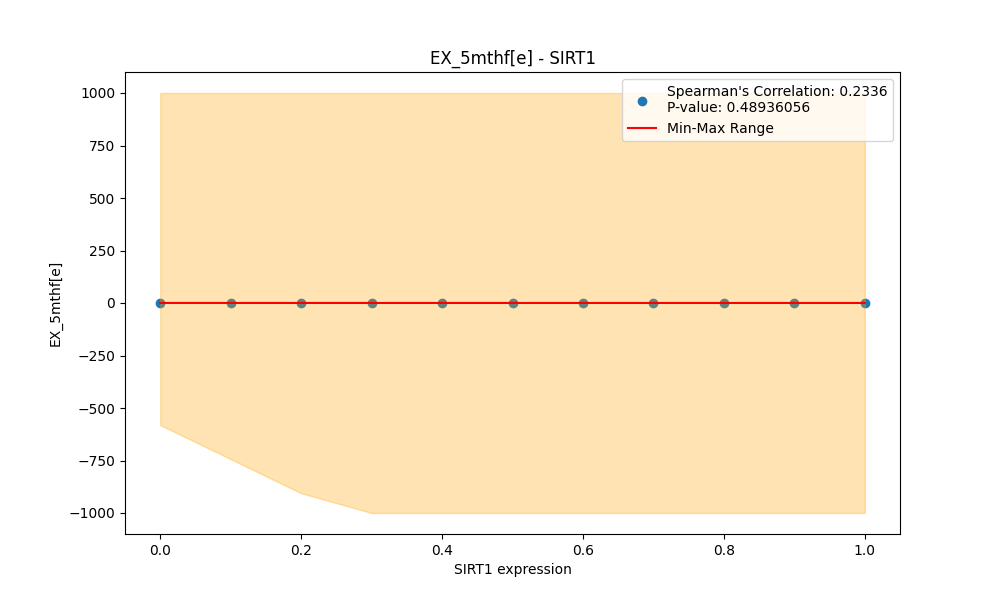 EX_5mthf[e] - SIRT1
Spearman's Correlation: 0.2336
P-value: 0.48936056
Min-Max Range
1000
750
500
250
0
−250
−500
−750
−1000
EX_5mthf[e]
0.0 0.2 0.4 0.6 0.8 1.0
SIRT1 expression